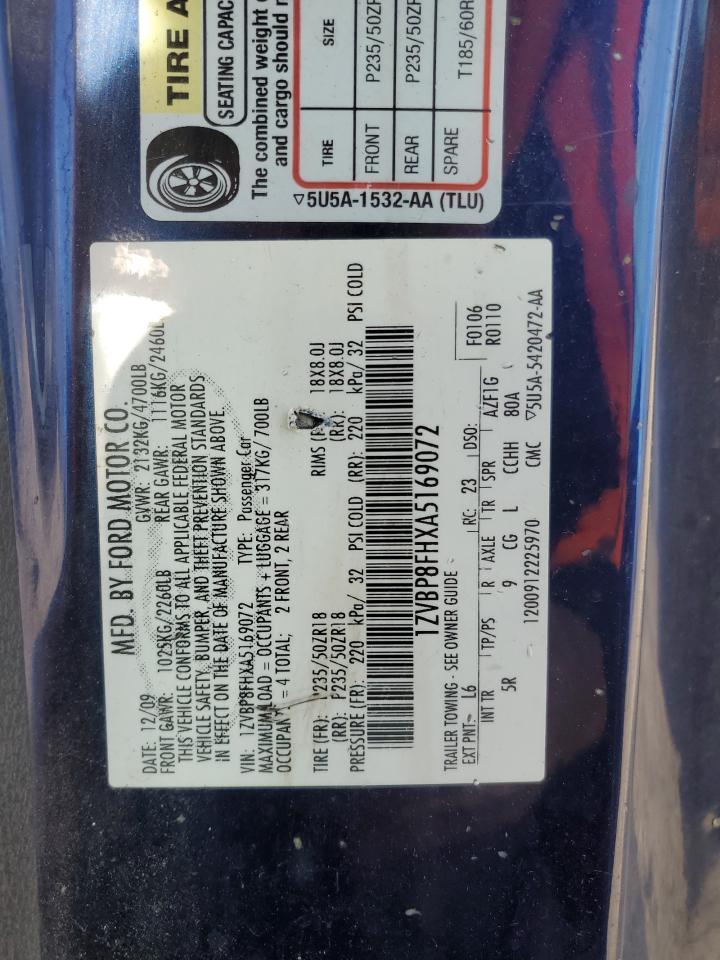 MFD. BY FORD MOTOR CO.
DATE: 12/09 GVWR: 2132KG/4700LB
FRONT GAWR: 1025KG/2260LB REAR GAWR: 1116KG/2460LB
THIS VEHICLE CONFORMS TO ALL APPLICABLE FEDERAL MOTOR
VEHICLE SAFETY, BUMPER, AND THEFT PREVENTION STANDARDS
IN EFFECT ON THE DATE OF MANUFACTURE SHOWN ABOVE.
VIN: 1ZVBP8FHXA5169072 TYPE: Passenger Car
MAXIMUM LOAD = OCCUPANTS + LUGGAGE = 317KG/ 700LB
= 4 TOTAL; 2 FRONT, 2 REAR
TIRE (FR): P235/50ZR18 RIMS 18X8.0J
(RR): P235/50ZR18 (RR): 18X8.0J
PRESSURE (FR): 220 kPa/ 32 PSI COLD (RR): 220 kPa/ 32 PSI COLD
1ZVBP8FHXA5169072
TRAILER TOWING - SEE OWNER GUIDE
F0106
R0110
EXT PNT: L6 RC: 23 DSO:
INT TR TP/PS R AXLE TR SPR AZF1G
5R 9 CG L CCHH 80A
1200912225970 CMC ▽5U5A-5420472-AA
TIRE A
SEATING CAPAC
The combined weight o
and cargo should n
TIRE SIZE
FRONT P235/50ZR
REAR P235/50ZR
SPARE T185/60R
▽5U5A-1532-AA (TLU)